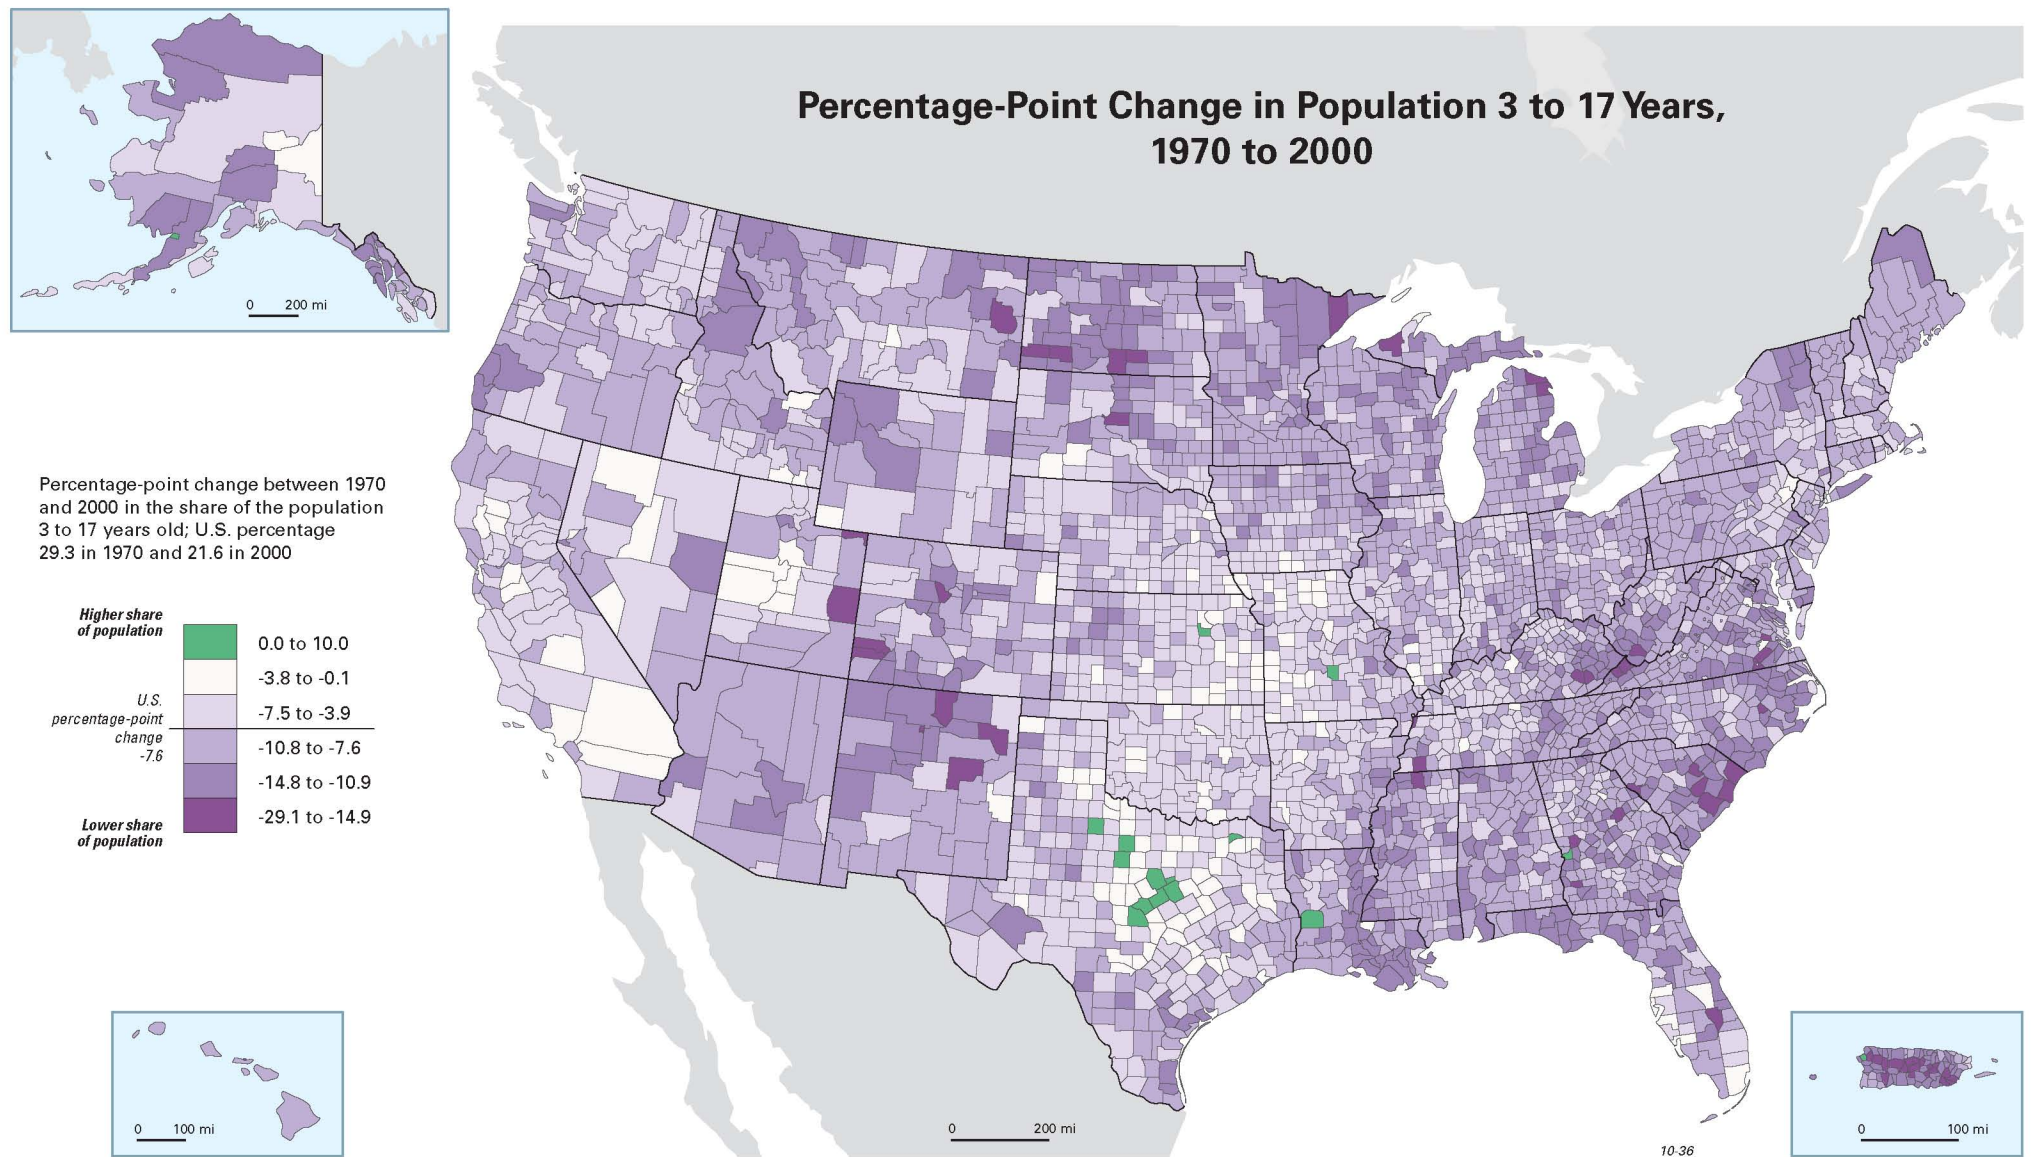 Percentage-Point Change in Population 3 to 17 Years,
1970 to 2000
0 200 mi
Percentage-point change between 1970
and 2000 in the share of the population
3 to 17 years old; U.S. percentage
29.3 in 1970 and 21.6 in 2000
Higher share
of population
0.0 to 10.0
-3.8 to -0.1
-7.5 to -3.9
U.S.
percentage-point
change
-7.6
-10.8 to -7.6
-14.8 to -10.9
-29.1 to -14.9
Lower share
of population
0 100 mi
0 200 mi
0 100 mi
10-36